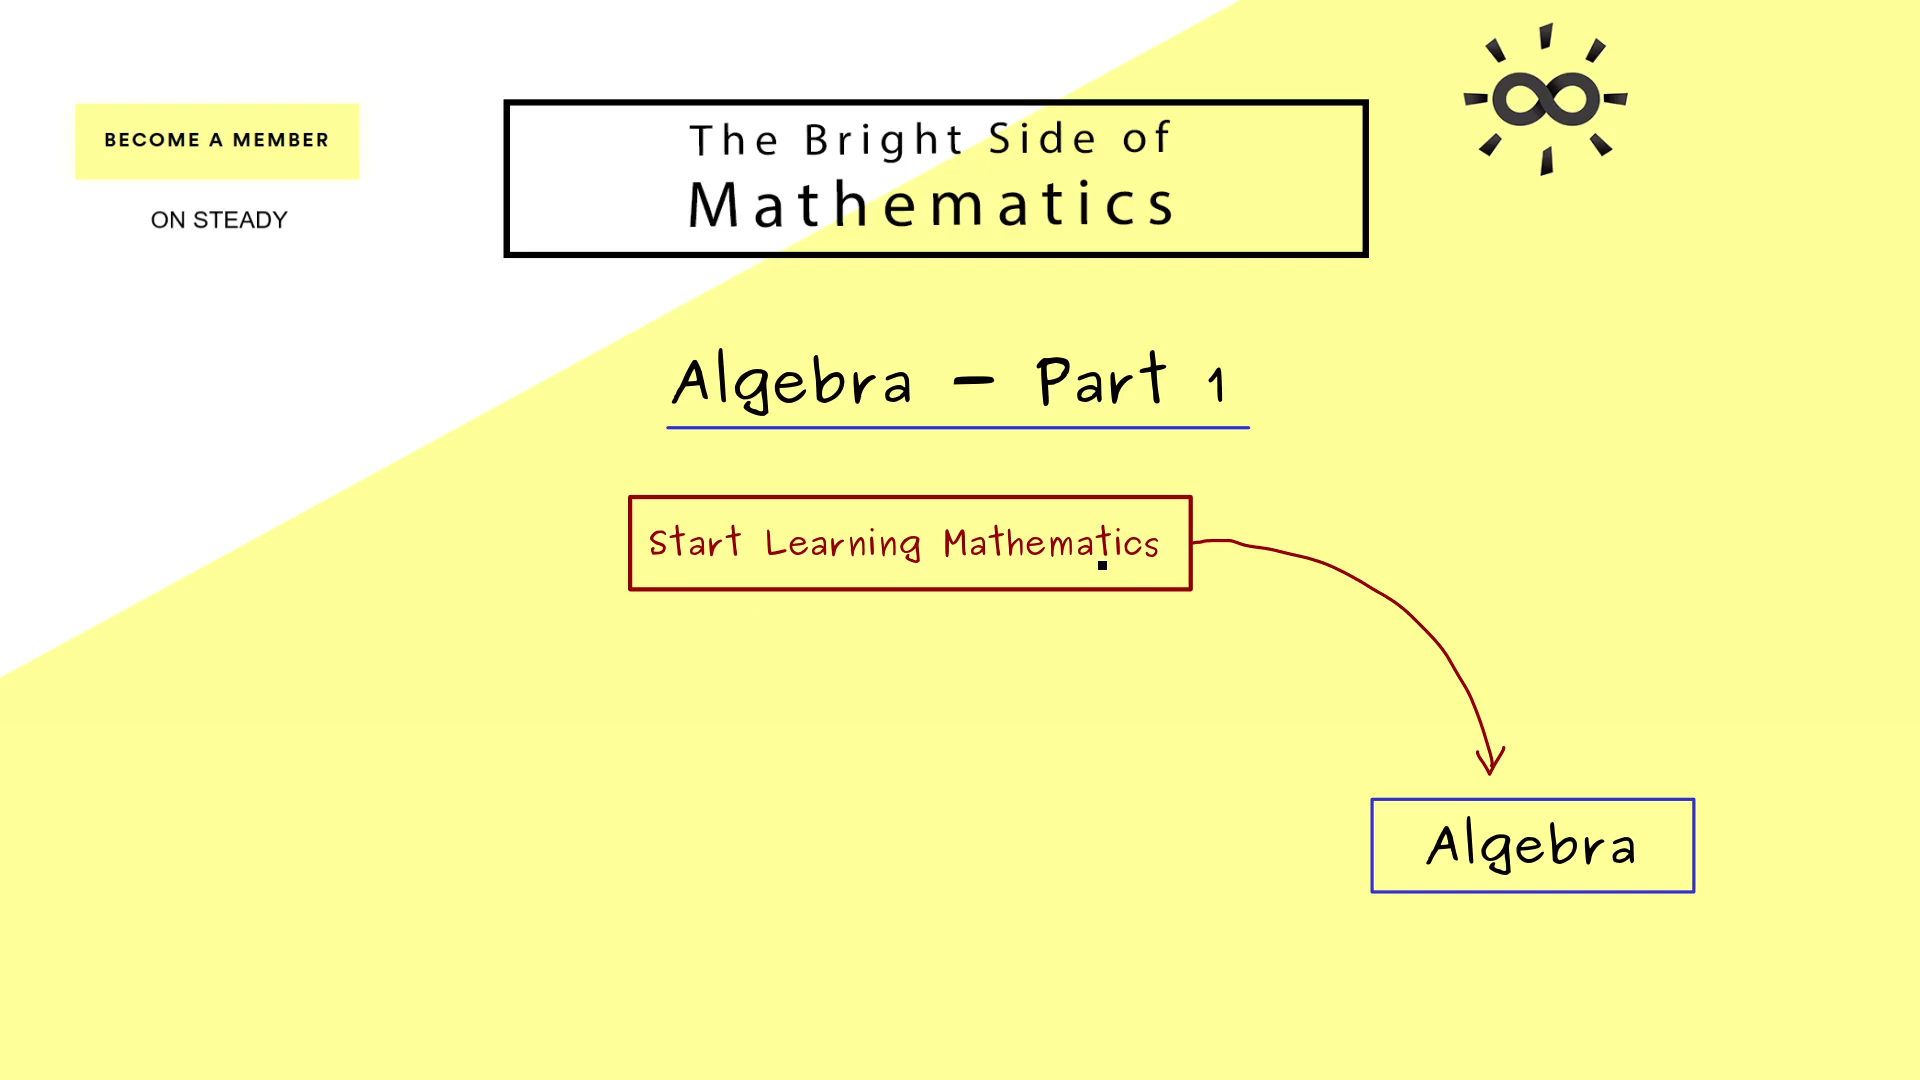 BECOME A MEMBER
ON STEADY
The Bright Side of
Mathematics
Algebra – Part 1
Start Learning Mathematics
Algebra